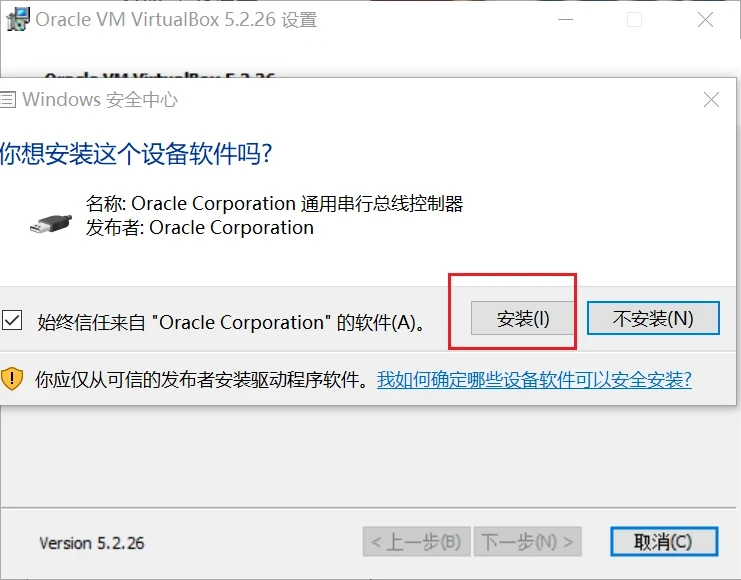 Oracle VM VirtualBox 5.2.26 设置
Oracle VM VirtualBox 5.2.26
Windows 安全中心
你想安装这个设备软件吗?
名称: Oracle Corporation 通用串行总线控制器
发布者: Oracle Corporation
始终信任来自 "Oracle Corporation" 的软件(A)。
安装(I)
不安装(N)
你应仅从可信的发布者安装驱动程序软件。我如何确定哪些设备软件可以安全安装?
Version 5.2.26
< 上一步(B)
下一步(N) >
取消(C)